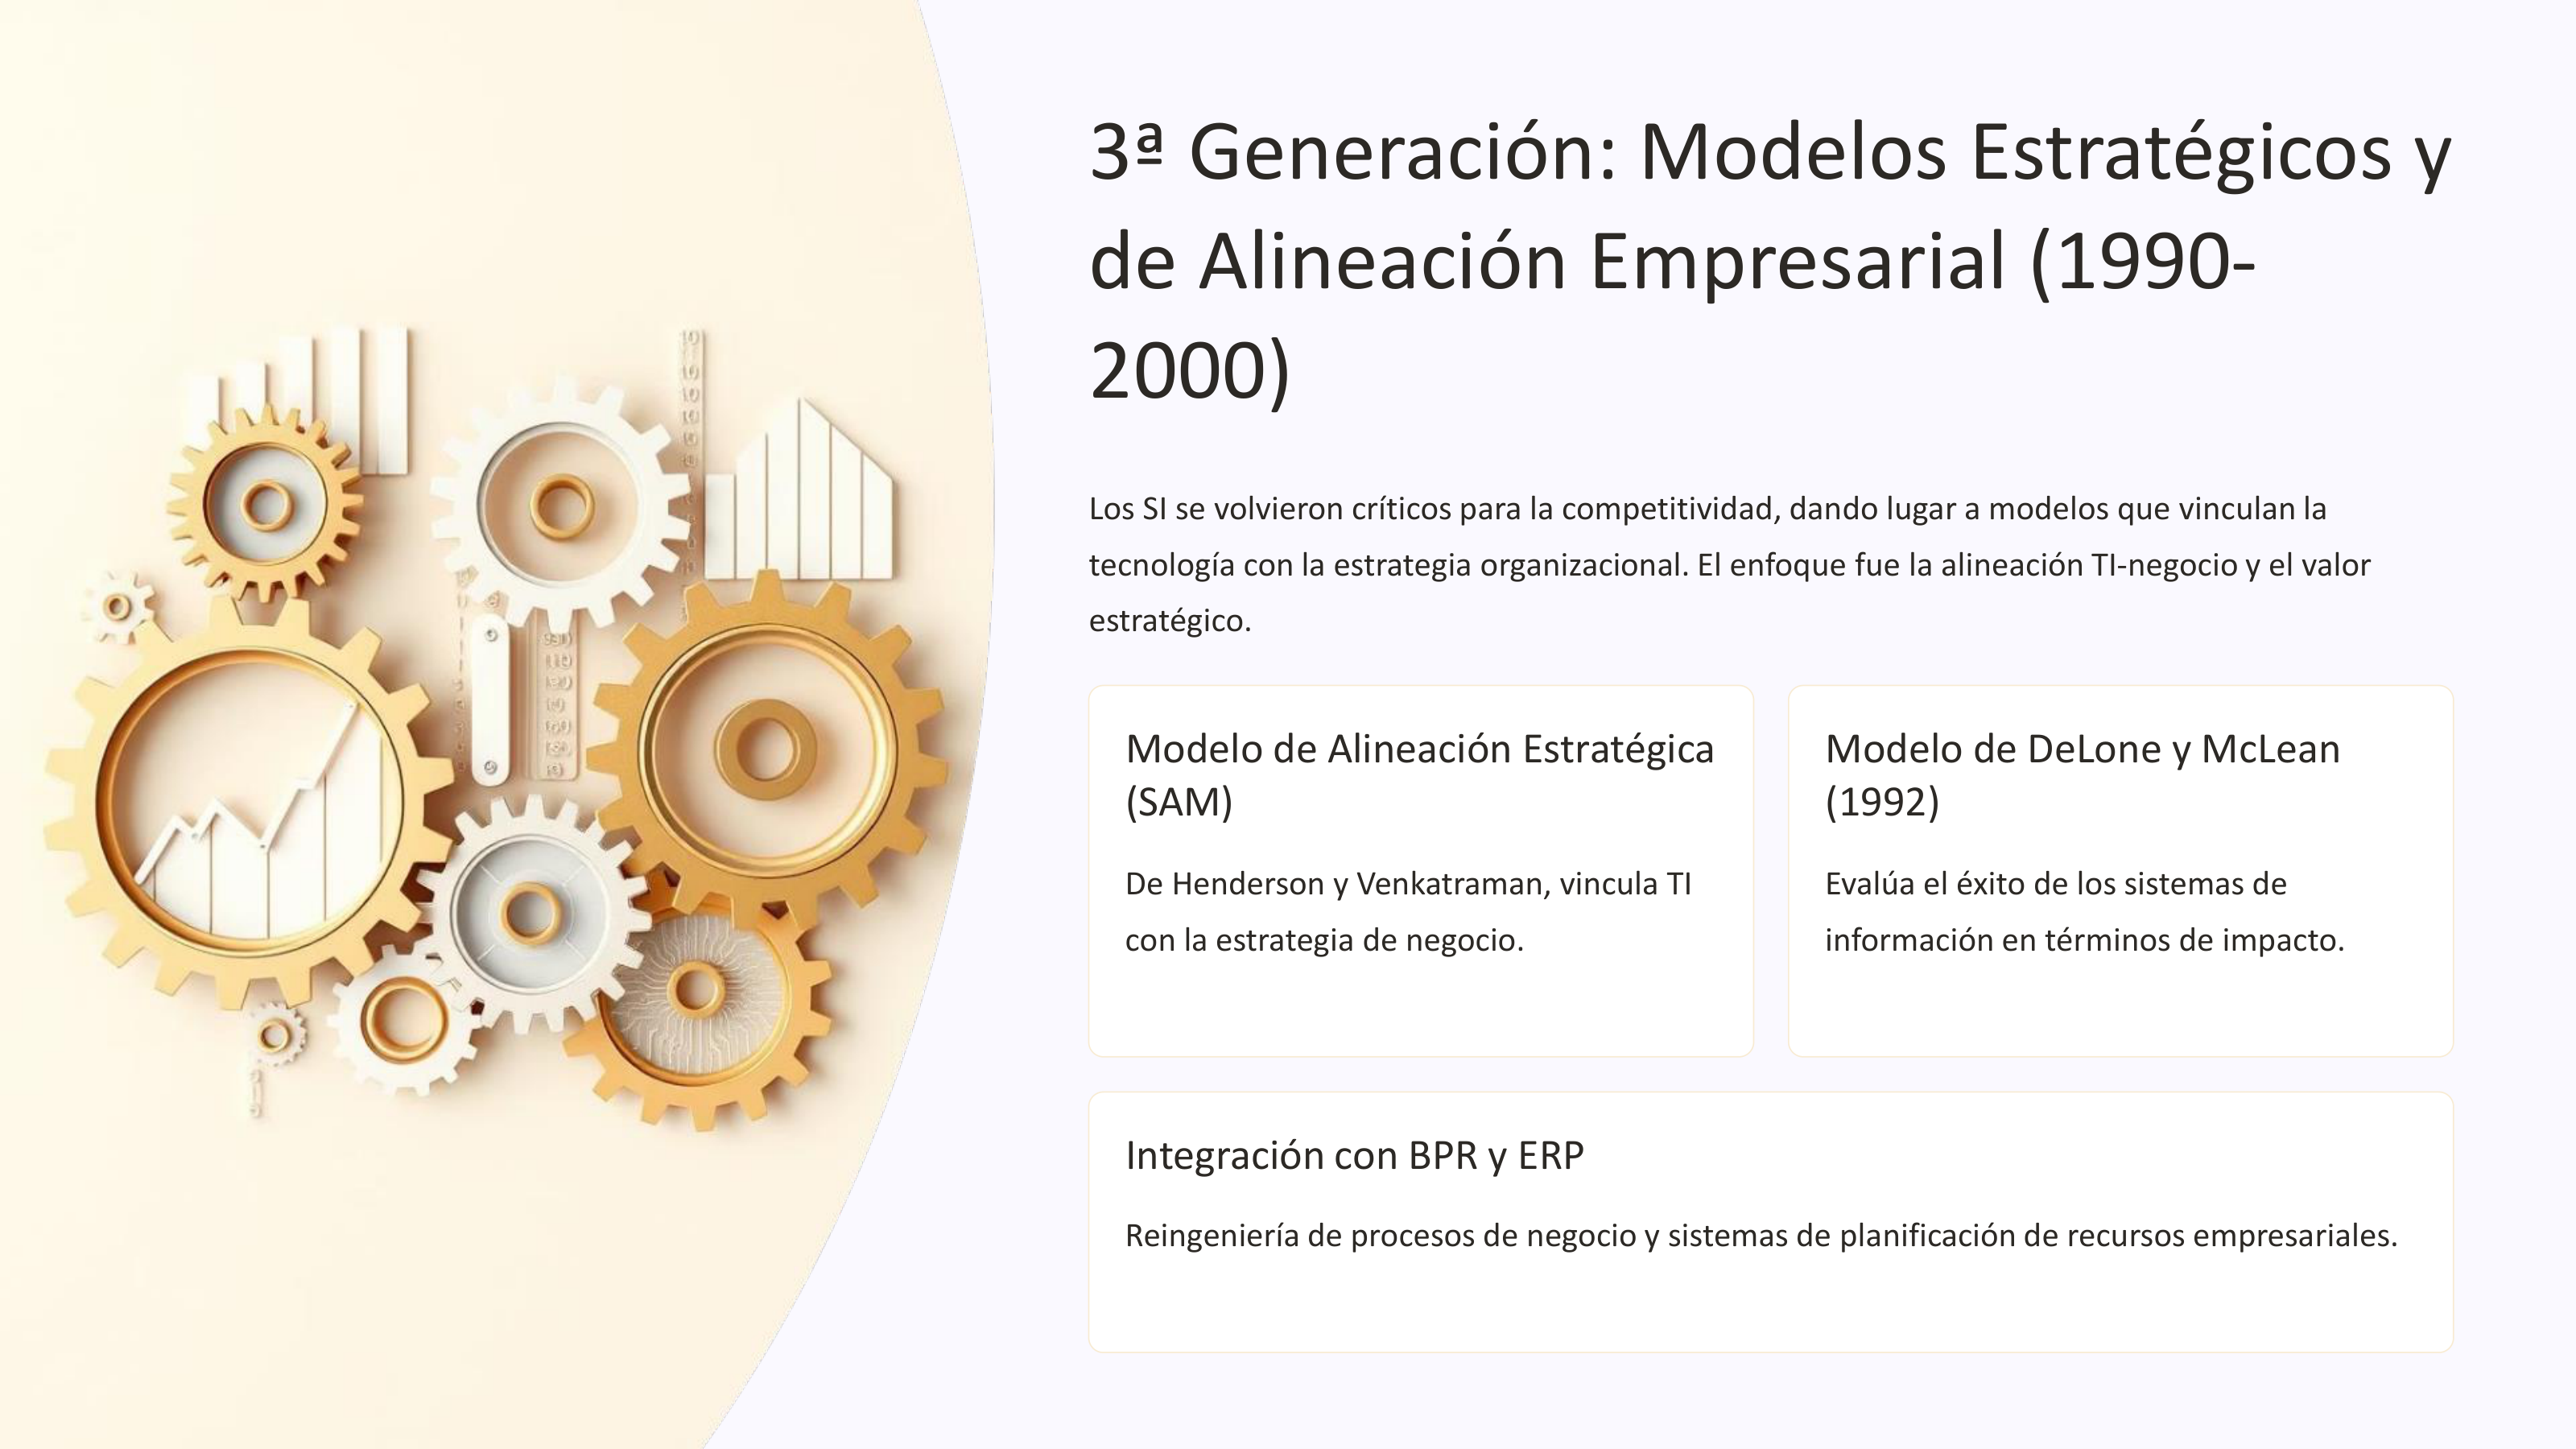 3ª Generación: Modelos Estratégicos y
de Alineación Empresarial (1990-
2000)
Los SI se volvieron críticos para la competitividad, dando lugar a modelos que vinculan la
tecnología con la estrategia organizacional. El enfoque fue la alineación TI-negocio y el valor
estratégico.
Modelo de Alineación Estratégica
(SAM)
De Henderson y Venkatraman, vincula TI
con la estrategia de negocio.
Modelo de DeLone y McLean
(1992)
Evalúa el éxito de los sistemas de
información en términos de impacto.
Integración con BPR y ERP
Reingeniería de procesos de negocio y sistemas de planificación de recursos empresariales.